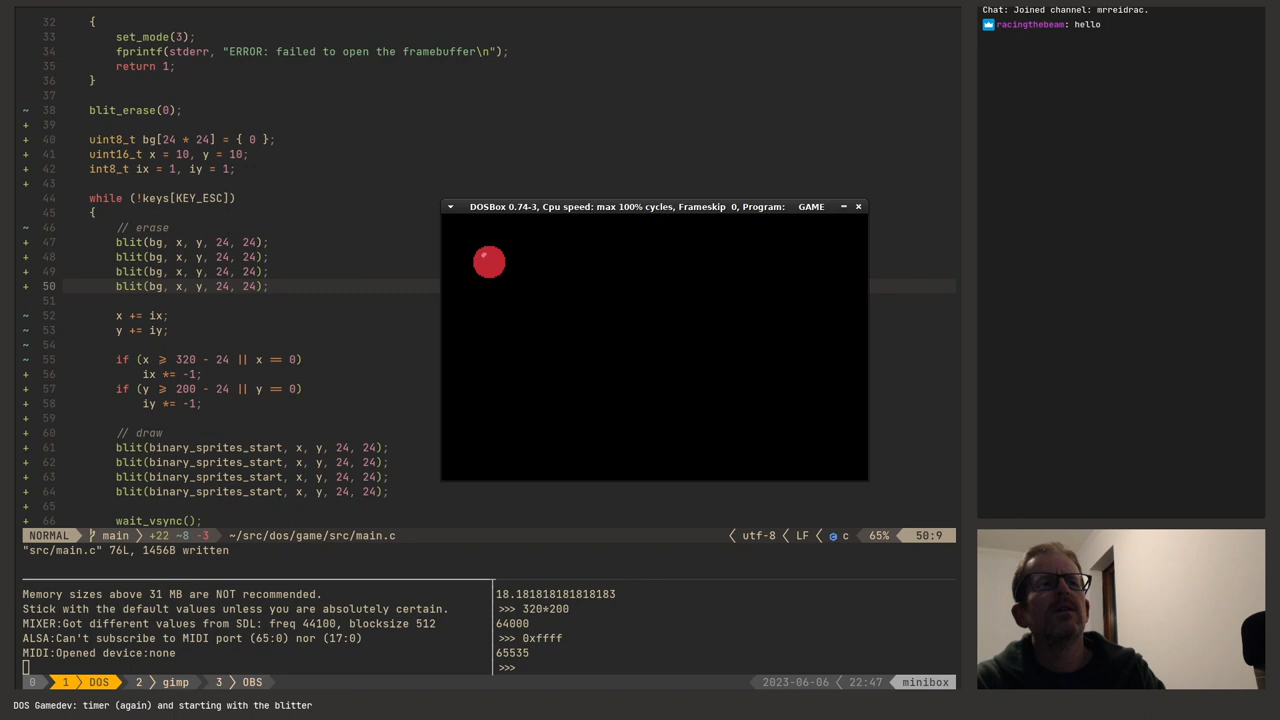 32    {
33        set_mode(3);
34        fprintf(stderr, "ERROR: failed to open the framebuffer\n");
35        return 1;
36    }
37
~ 38    blit_erase(0);
+ 39
+ 40    uint8_t bg[24 * 24] = { 0 };
+ 41    uint16_t x = 10, y = 10;
+ 42    int8_t ix = 1, iy = 1;
+ 43
44    while (!keys[KEY_ESC])
45    {
~ 46        // erase
+ 47        blit(bg, x, y, 24, 24);
+ 48        blit(bg, x, y, 24, 24);
+ 49        blit(bg, x, y, 24, 24);
+ 50        blit(bg, x, y, 24, 24);
51
~ 52        x += ix;
~ 53        y += iy;
~ 54
~ 55        if (x ⩾ 320 - 24 || x == 0)
+ 56            ix *= -1;
+ 57        if (y ⩾ 200 - 24 || y == 0)
+ 58            iy *= -1;
+ 59
+ 60        // draw
+ 61        blit(binary_sprites_start, x, y, 24, 24);
+ 62        blit(binary_sprites_start, x, y, 24, 24);
+ 63        blit(binary_sprites_start, x, y, 24, 24);
+ 64        blit(binary_sprites_start, x, y, 24, 24);
+ 65
+ 66        wait_vsync();
NORMAL main +22 ~8 -3 ~/src/dos/game/src/main.c utf-8 LF c 65% 50:9
"src/main.c" 76L, 1456B written
DOSBox 0.74-3, Cpu speed: max 100% cycles, Frameskip 0, Program: GAME
Memory sizes above 31 MB are NOT recommended.
Stick with the default values unless you are absolutely certain.
MIXER:Got different values from SDL: freq 44100, blocksize 512
ALSA:Can't subscribe to MIDI port (65:0) nor (17:0)
MIDI:Opened device:none
18.181818181818183
>>> 320*200
64000
>>> 0xffff
65535
>>>
0 1 DOS 2 gimp 3 OBS 2023-06-06 22:47 minibox
DOS Gamedev: timer (again) and starting with the blitter
Chat: Joined channel: mrreidrac.
racingthebeam: hello